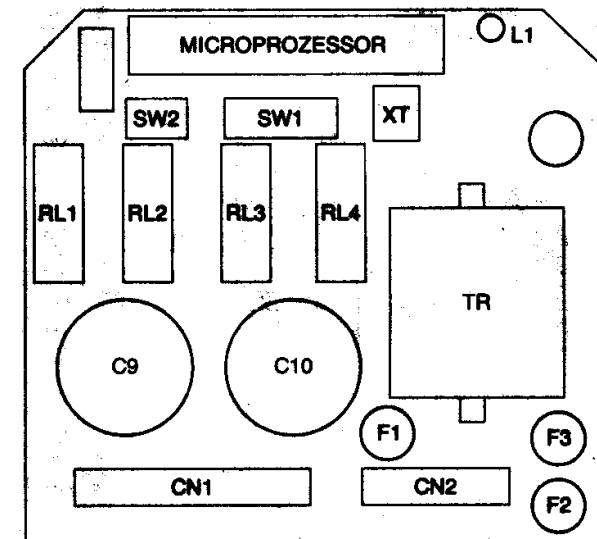 MICROPROZESSOR
L1
SW2
SW1
XT
RL1
RL2
RL3
RL4
TR
C9
C10
F1
F3
CN1
CN2
F2